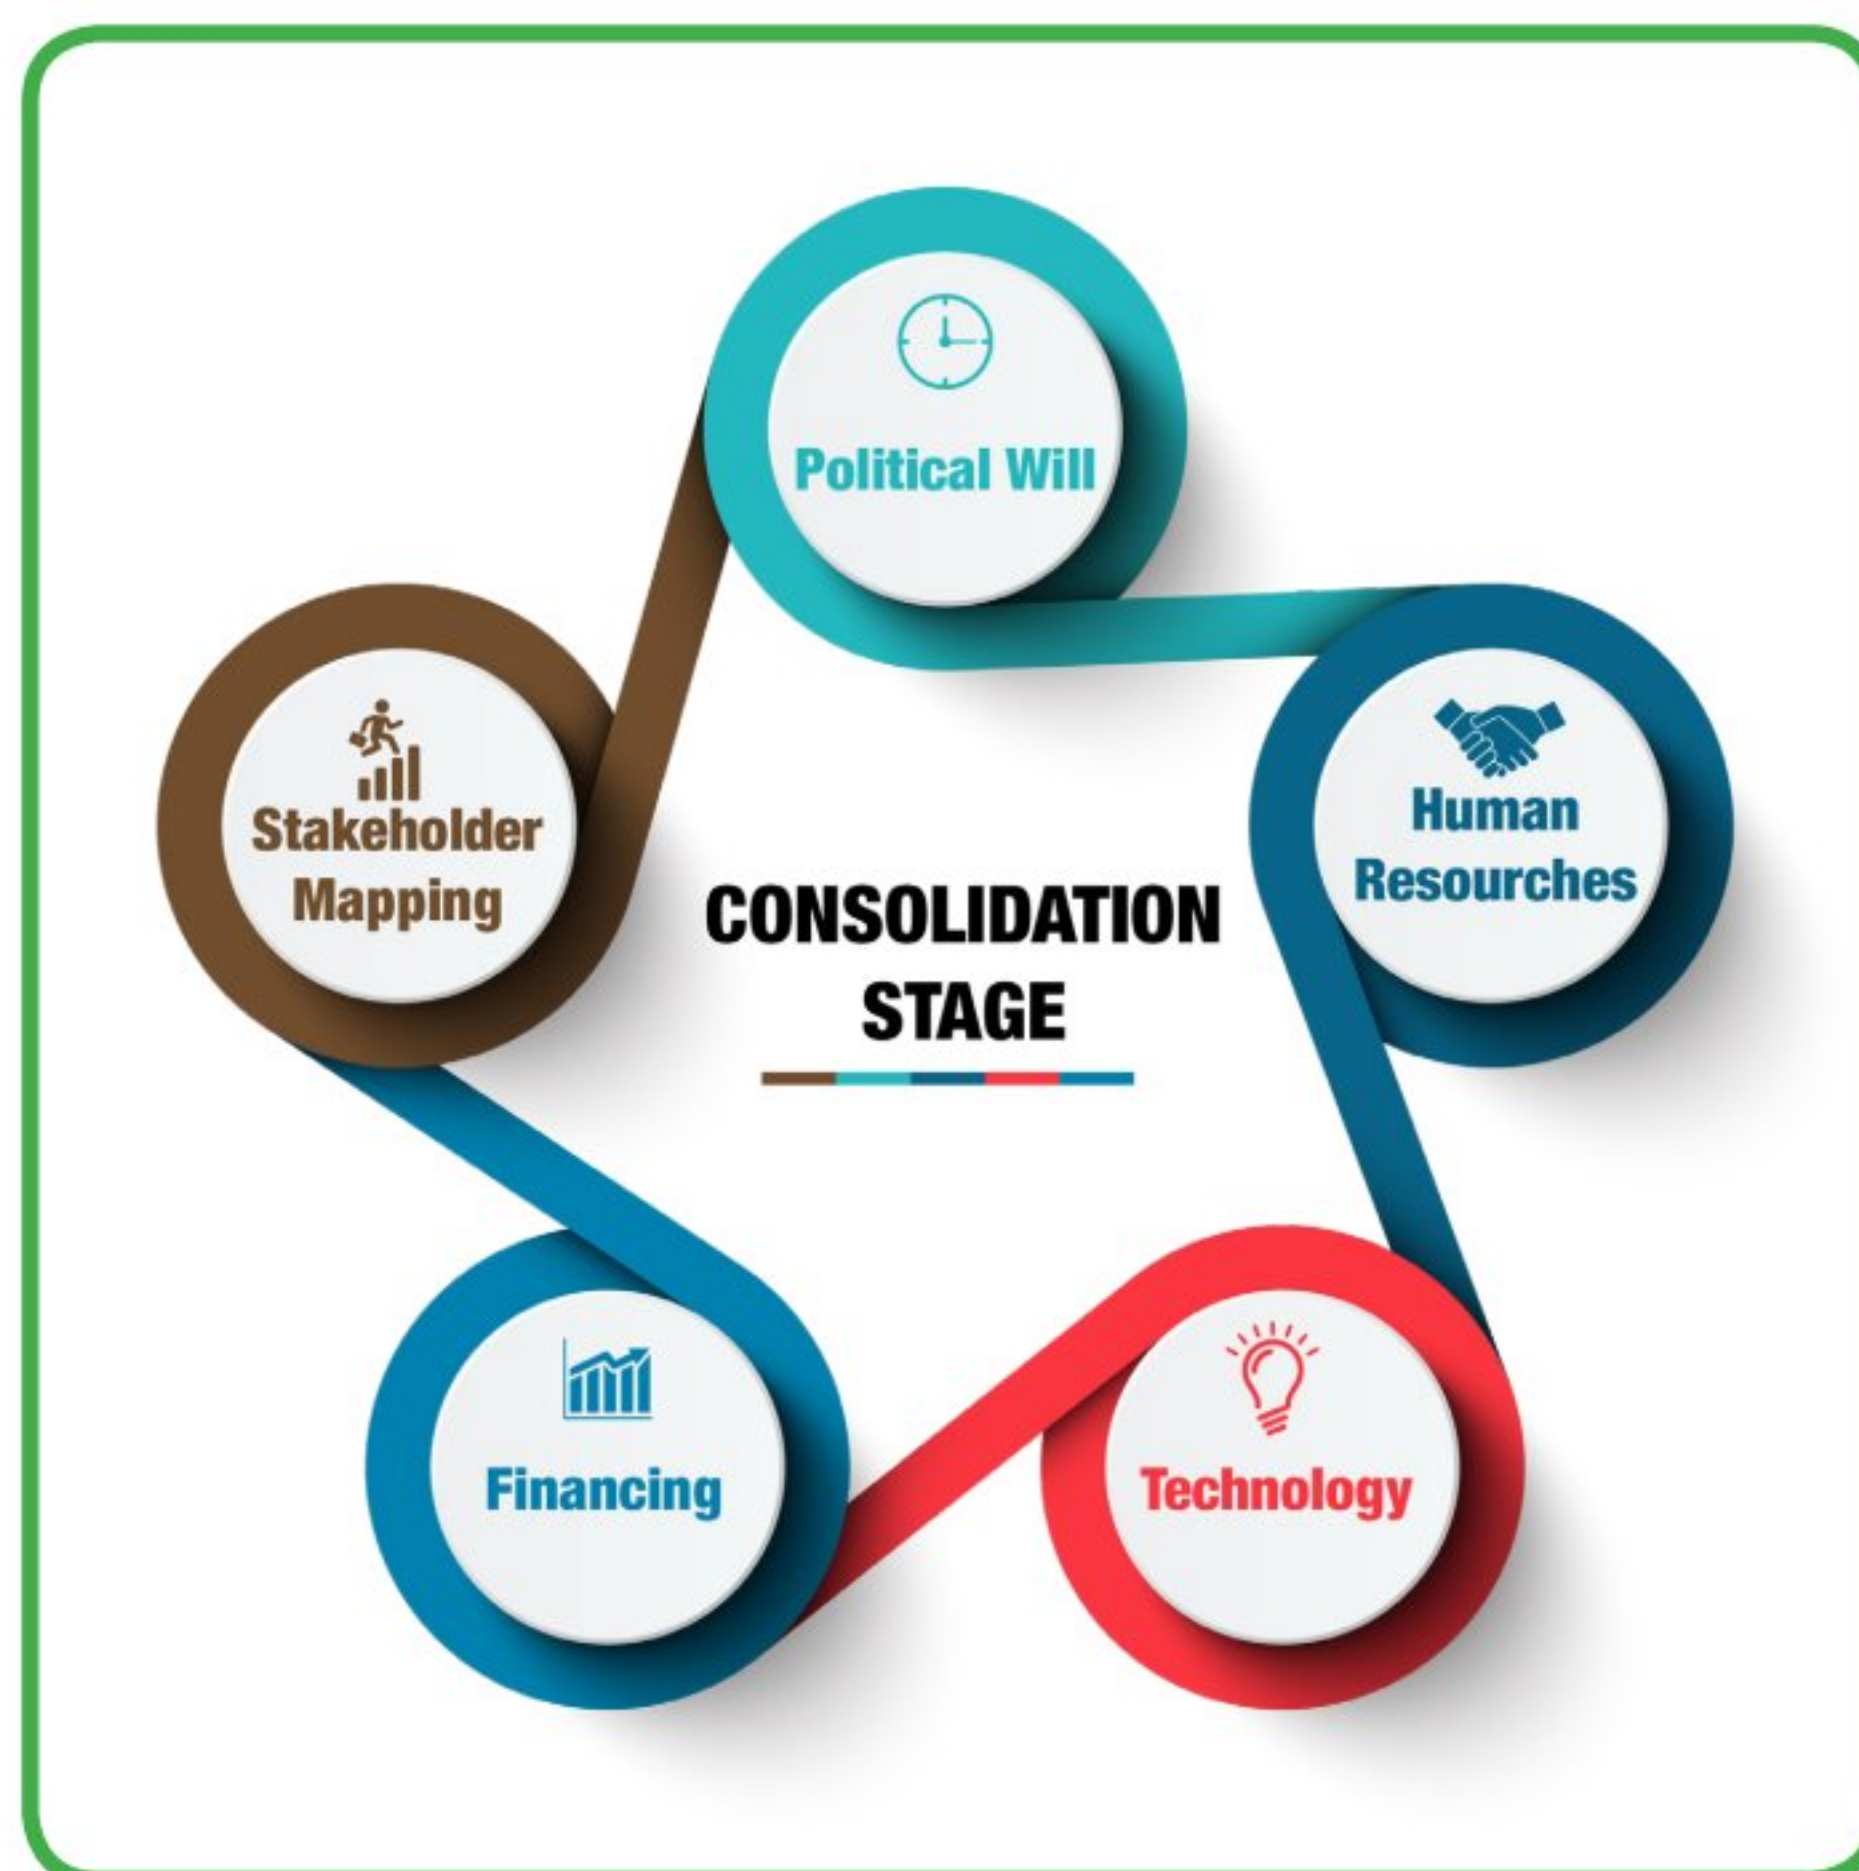 Political Will
Human
Resourches
Stakeholder
Mapping
CONSOLIDATION
STAGE
Financing
Technology